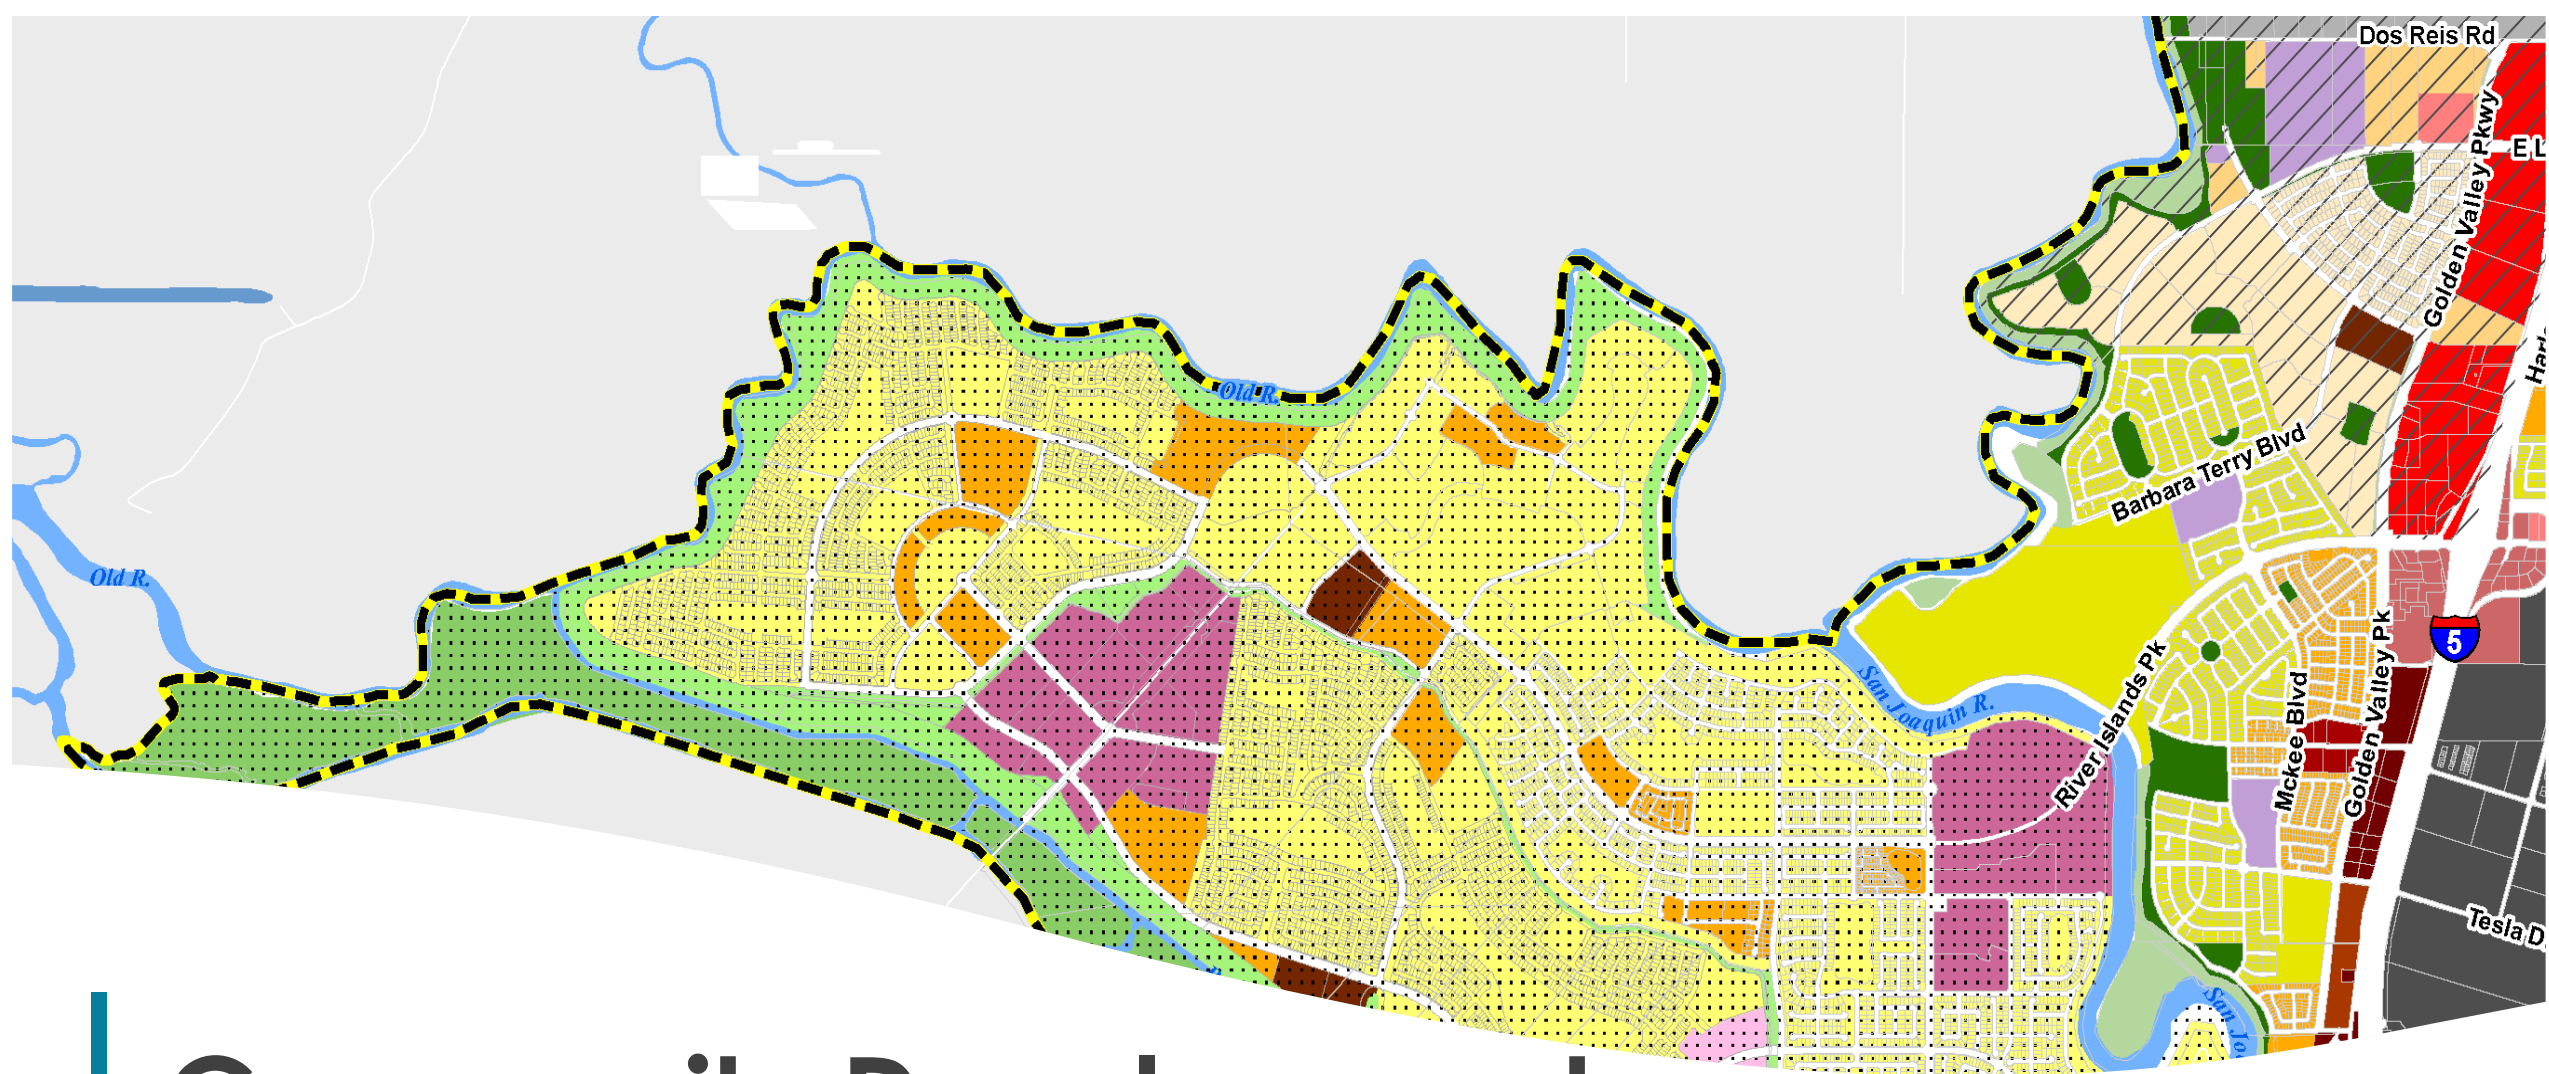 Dos Reis Rd
E L
Golden Valley Pkwy
Old R.
Barbara Terry Blvd
Old R.
5
San Joaquin R.
River Islands Pk
Mckee Blvd
Golden Valley Pk
Tesla D